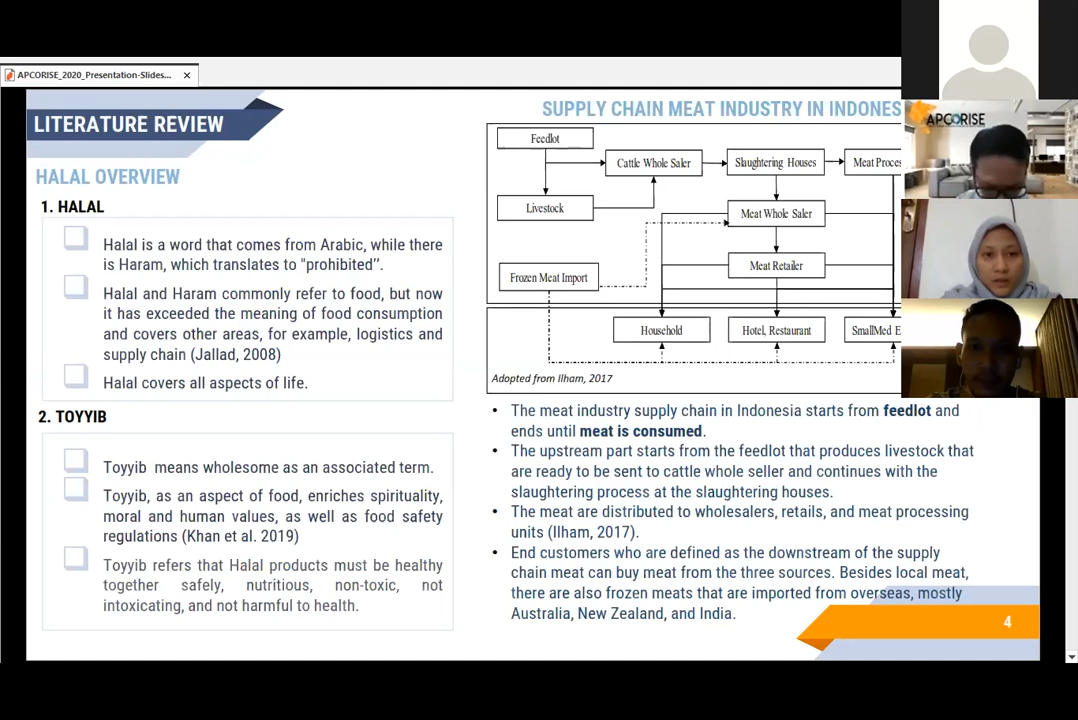 APCORISE_2020_Presentation-Slides...
LITERATURE REVIEW
HALAL OVERVIEW
1. HALAL
Halal is a word that comes from Arabic, while there
is Haram, which translates to "prohibited”.
Halal and Haram commonly refer to food, but now
it has exceeded the meaning of food consumption
and covers other areas, for example, logistics and
supply chain (Jallad, 2008)
Halal covers all aspects of life.
2. TOYYIB
Toyyib means wholesome as an associated term.
Toyyib, as an aspect of food, enriches spirituality,
moral and human values, as well as food safety
regulations (Khan et al. 2019)
Toyyib refers that Halal products must be healthy
together safely, nutritious, non-toxic, not
intoxicating, and not harmful to health.
SUPPLY CHAIN MEAT INDUSTRY IN INDONES
Feedlot
Cattle Whole Saler
Slaughtering Houses
Meat Proces
Livestock
Meat Whole Saler
Meat Retailer
Frozen Meat Import
Household
Hotel, Restaurant
SmallMed E
Adopted from Ilham, 2017
• The meat industry supply chain in Indonesia starts from feedlot and
ends until meat is consumed.
• The upstream part starts from the feedlot that produces livestock that
are ready to be sent to cattle whole seller and continues with the
slaughtering process at the slaughtering houses.
• The meat are distributed to wholesalers, retails, and meat processing
units (Ilham, 2017).
• End customers who are defined as the downstream of the supply
chain meat can buy meat from the three sources. Besides local meat,
there are also frozen meats that are imported from overseas, mostly
Australia, New Zealand, and India.
4
APCORISE